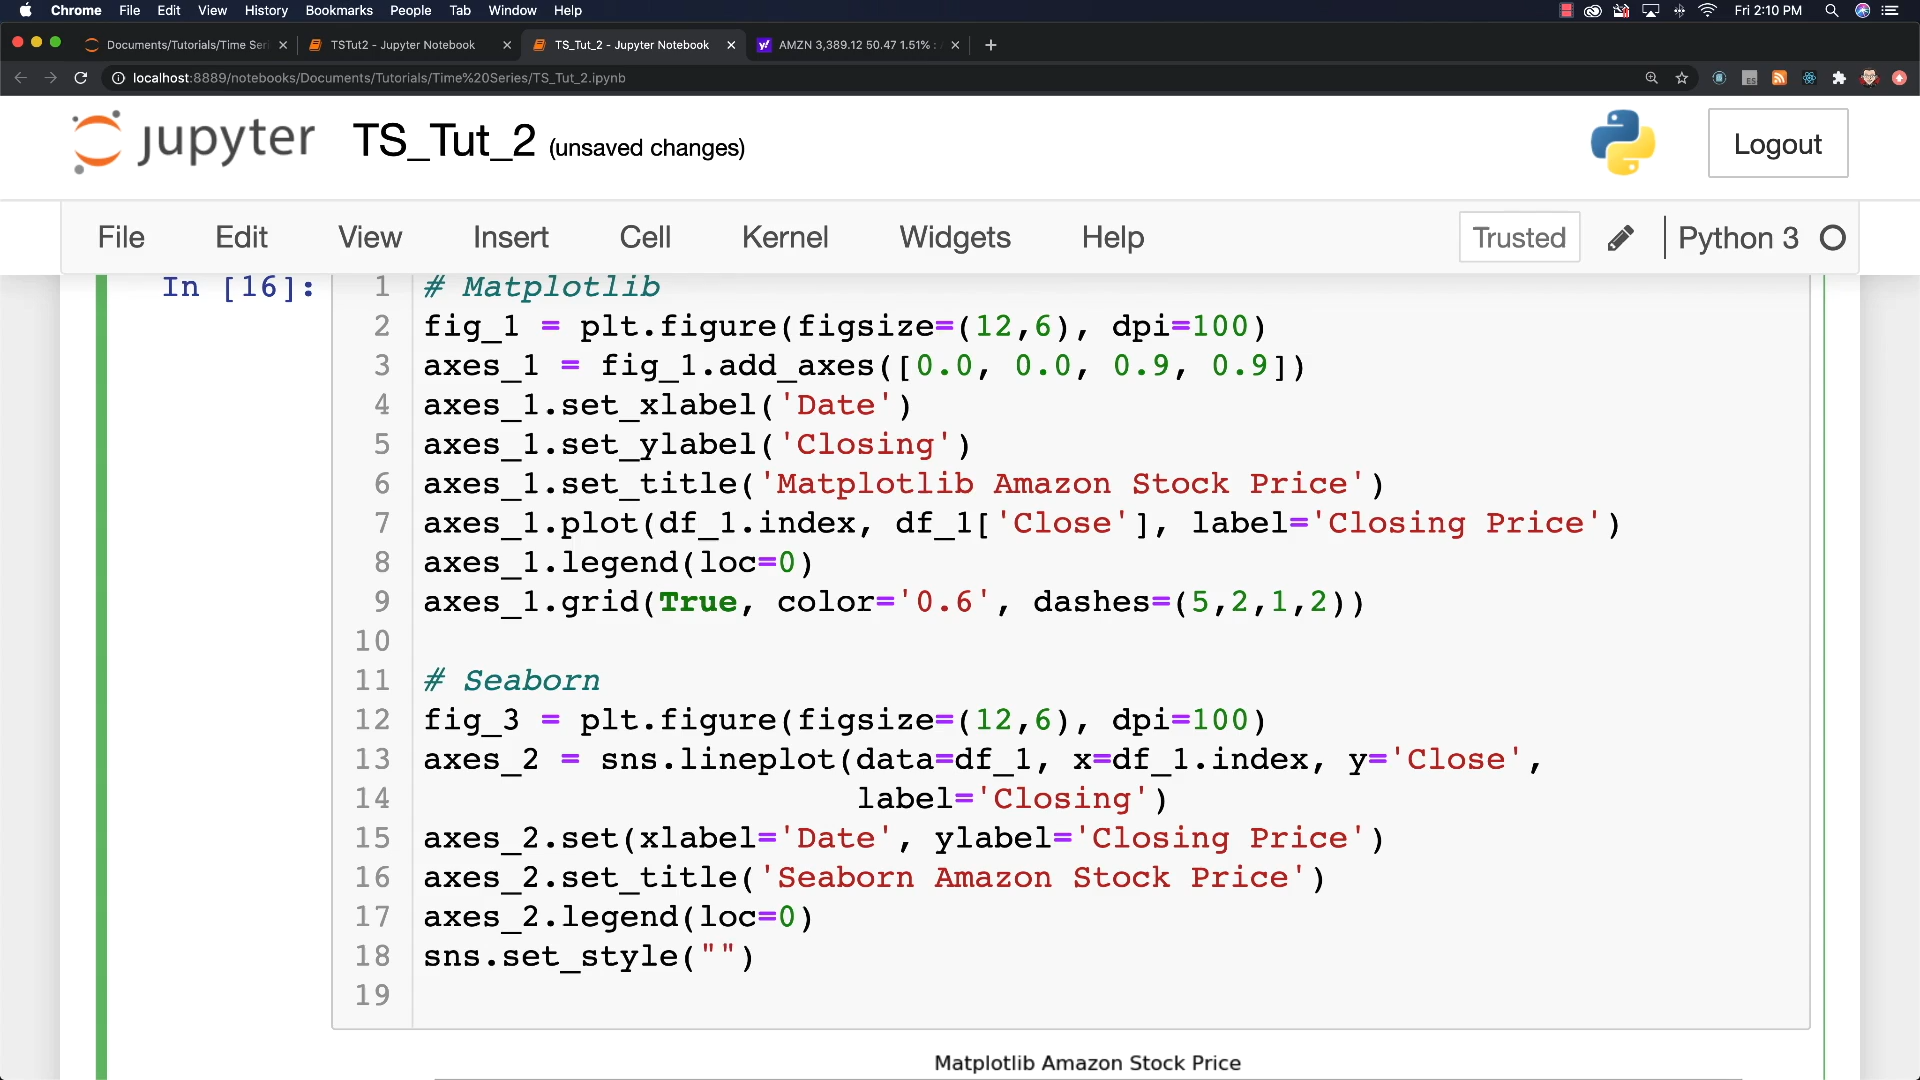 Chrome File Edit View History Bookmarks People Tab Window Help Fri 2:10 PM
Documents/Tutorials/Time Seri TSTut2 - Jupyter Notebook TS_Tut_2 - Jupyter Notebook AMZN 3,389.12 50.47 1.51% :
localhost:8889/notebooks/Documents/Tutorials/Time%20Series/TS_Tut_2.ipynb
jupyter TS_Tut_2 (unsaved changes) Logout
File Edit View Insert Cell Kernel Widgets Help Trusted Python 3
In [16]: 1 # Matplotlib
2 fig_1 = plt.figure(figsize=(12,6), dpi=100)
3 axes_1 = fig_1.add_axes([0.0, 0.0, 0.9, 0.9])
4 axes_1.set_xlabel('Date')
5 axes_1.set_ylabel('Closing')
6 axes_1.set_title('Matplotlib Amazon Stock Price')
7 axes_1.plot(df_1.index, df_1['Close'], label='Closing Price')
8 axes_1.legend(loc=0)
9 axes_1.grid(True, color='0.6', dashes=(5,2,1,2))
10
11 # Seaborn
12 fig_3 = plt.figure(figsize=(12,6), dpi=100)
13 axes_2 = sns.lineplot(data=df_1, x=df_1.index, y='Close',
14 label='Closing')
15 axes_2.set(xlabel='Date', ylabel='Closing Price')
16 axes_2.set_title('Seaborn Amazon Stock Price')
17 axes_2.legend(loc=0)
18 sns.set_style("")
19
Matplotlib Amazon Stock Price